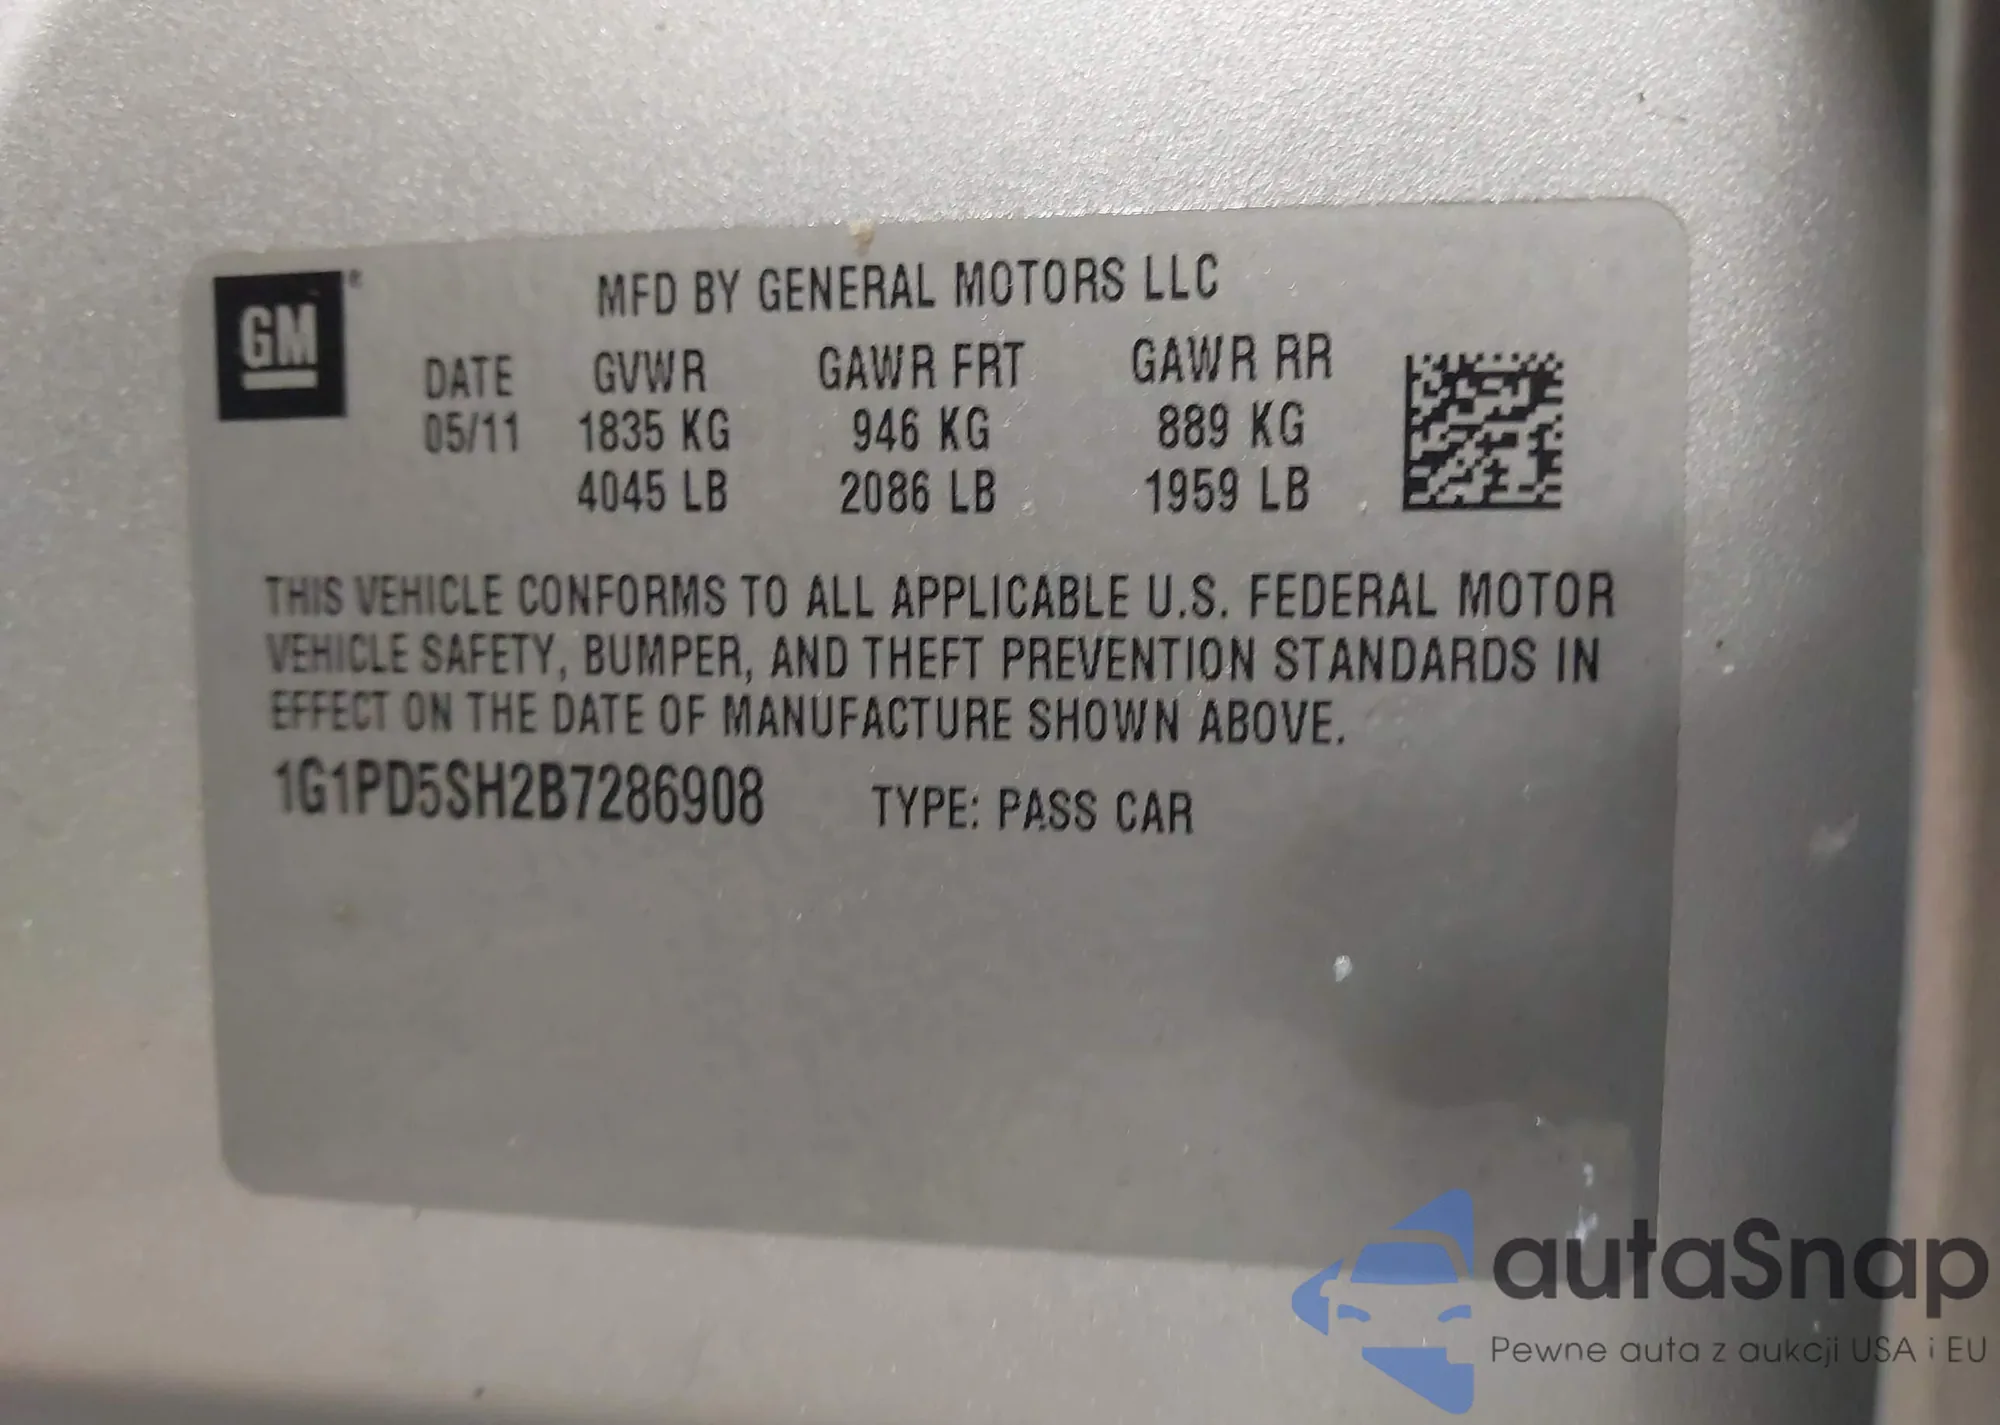 GM®
MFD BY GENERAL MOTORS LLC
DATE GVWR GAWR FRT GAWR RR
05/11 1835 KG 946 KG 889 KG
4045 LB 2086 LB 1959 LB
THIS VEHICLE CONFORMS TO ALL APPLICABLE U.S. FEDERAL MOTOR
VEHICLE SAFETY, BUMPER, AND THEFT PREVENTION STANDARDS IN
EFFECT ON THE DATE OF MANUFACTURE SHOWN ABOVE.
1G1PD5SH2B7286908 TYPE: PASS CAR
autaSnap
Pewne auta z aukcji USA i EU